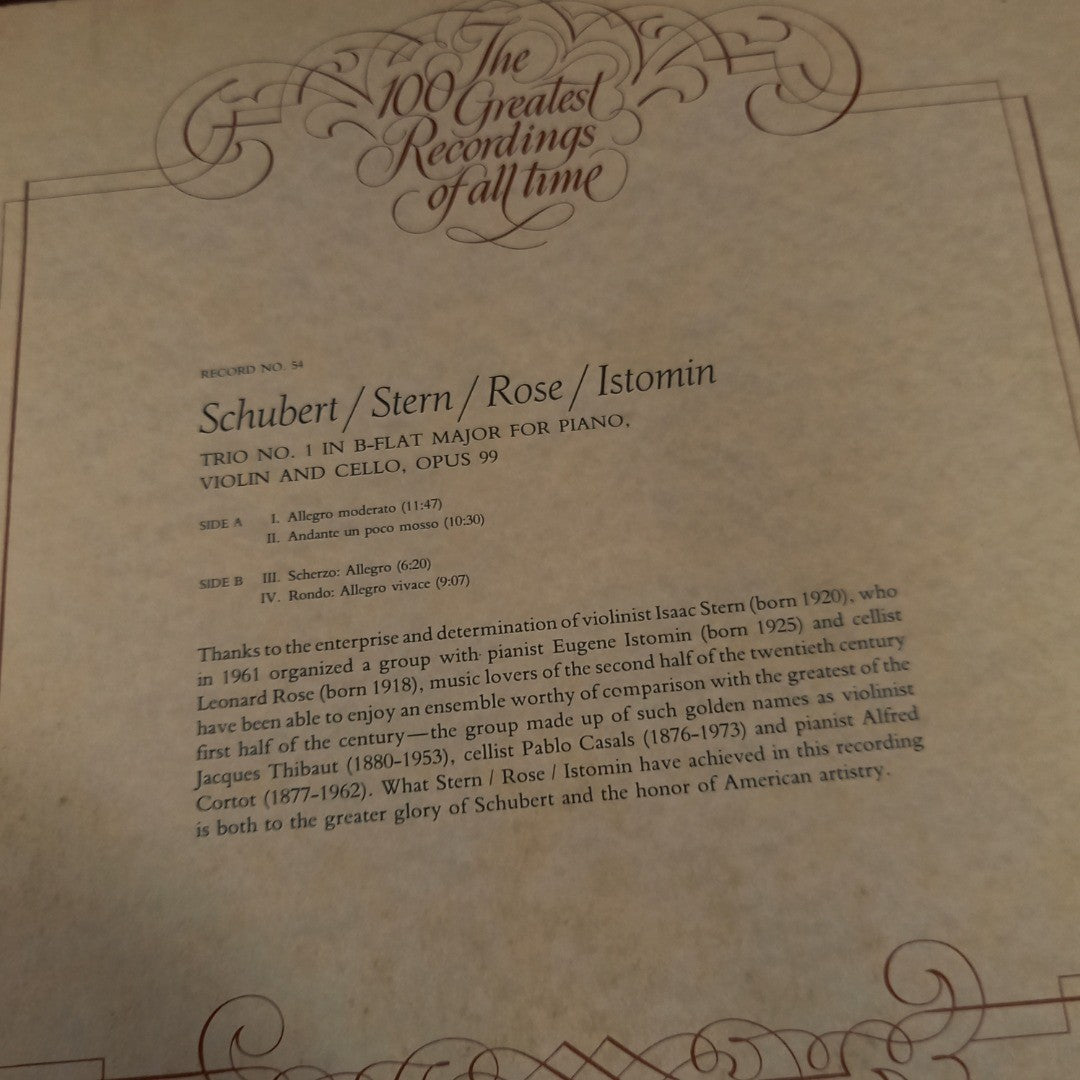 The
100 Greatest
Recordings
of all time
RECORD NO. 54
Schubert / Stern / Rose / Istomin
TRIO NO. 1 IN B-FLAT MAJOR FOR PIANO,
VIOLIN AND CELLO, OPUS 99
SIDE A I. Allegro moderato (11:47)
II. Andante un poco mosso (10:30)
SIDE B III. Scherzo: Allegro (6:20)
IV. Rondo: Allegro vivace (9:07)
Thanks to the enterprise and determination of violinist Isaac Stern (born 1920), who
in 1961 organized a group with pianist Eugene Istomin (born 1925) and cellist
Leonard Rose (born 1918), music lovers of the second half of the twentieth century
have been able to enjoy an ensemble worthy of comparison with the greatest of the
first half of the century—the group made up of such golden names as violinist
Jacques Thibaut (1880-1953), cellist Pablo Casals (1876-1973) and pianist Alfred
Cortot (1877-1962). What Stern / Rose / Istomin have achieved in this recording
is both to the greater glory of Schubert and the honor of American artistry.